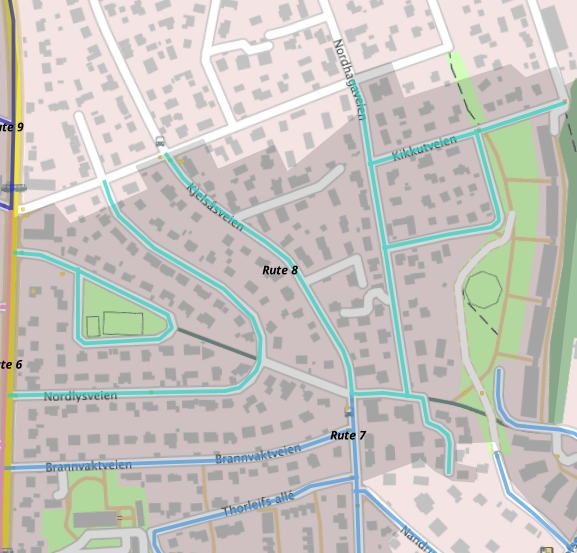 Nordhagaveien
Rute 9
Kikkutveien
Kjelsåsveien
Rute 8
Rute 6
Nordlysveien
Rute 7
Brannvaktveien
Brannvaktveien
Thorleifs allé